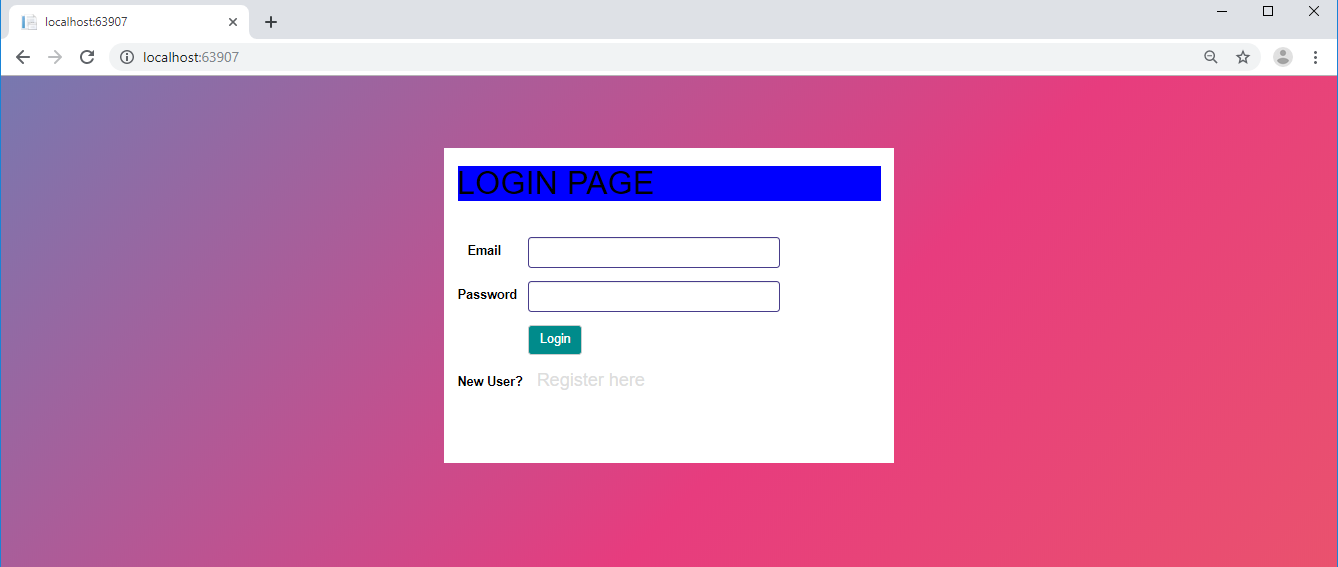 localhost:63907
localhost:63907
LOGIN PAGE
Email
Password
Login
New User? Register here